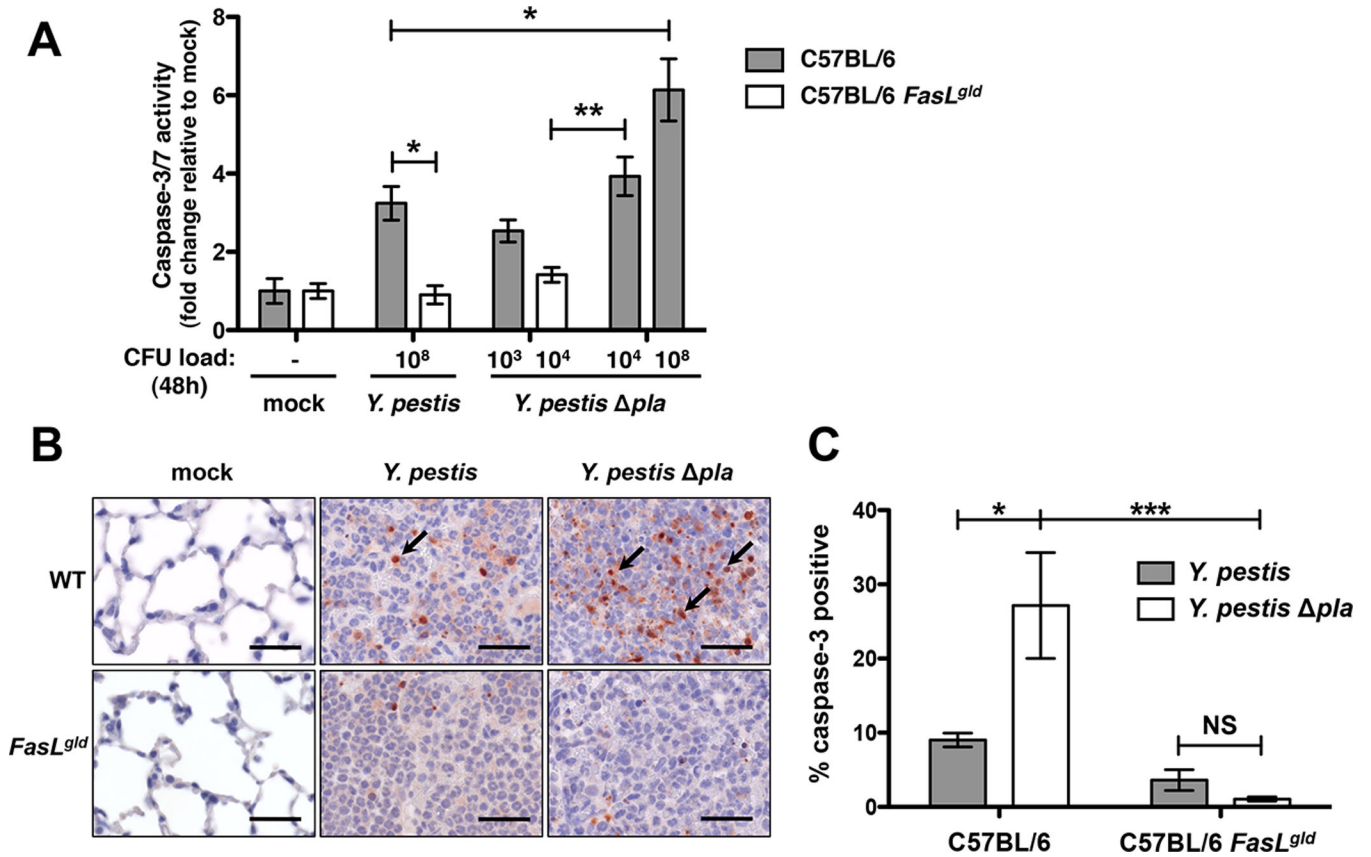 A
Caspase-3/7 activity
(fold change relative to mock)
8
6
4
2
0
*
*
**
C57BL/6
C57BL/6 FasLᵍˡᵈ
CFU load:
(48h)
- 10⁸ 10³ 10⁴ 10⁴ 10⁸
mock Y. pestis Y. pestis Δpla
B
mock Y. pestis Y. pestis Δpla
WT
FasLᵍˡᵈ
C
% caspase-3 positive
40
30
20
10
0
* ***
NS
Y. pestis
Y. pestis Δpla
C57BL/6 C57BL/6 FasLᵍˡᵈ